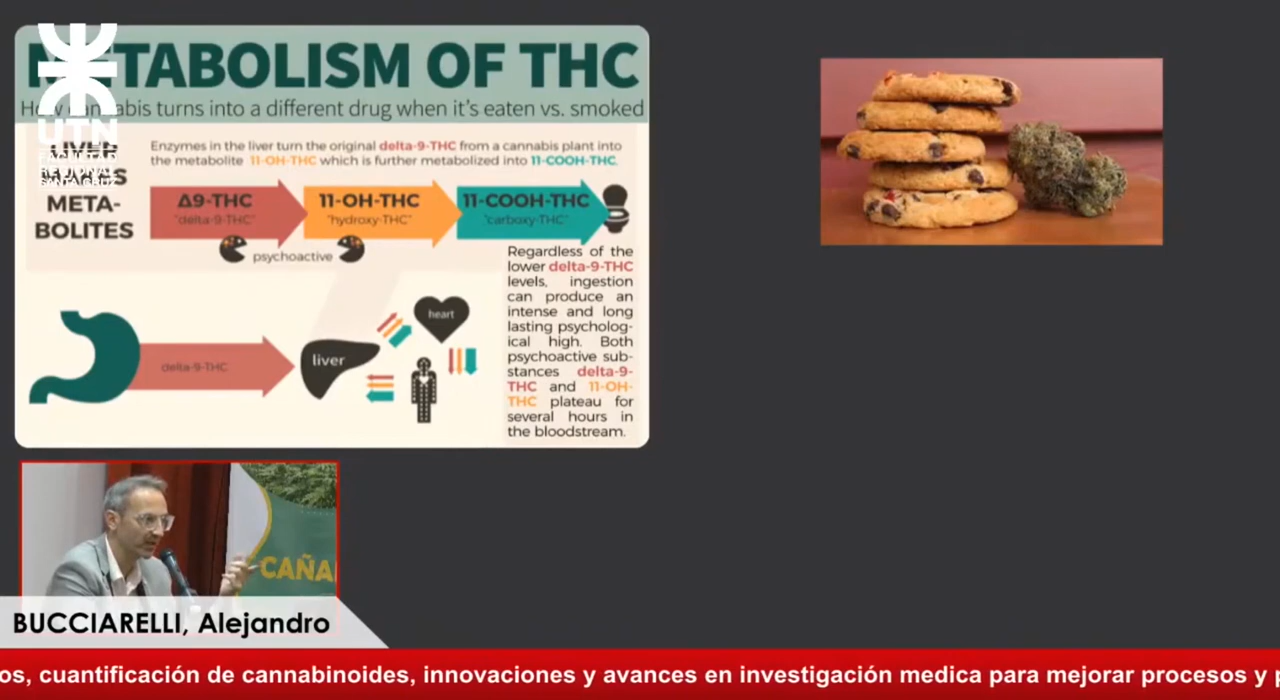 METABOLISM OF THC
How cannabis turns into a different drug when it's eaten vs. smoked
UTN
FACULTAD
REGIONAL
SANTA CRUZ
LIVER
META-
BOLITES
Enzymes in the liver turn the original delta-9-THC from a cannabis plant into
the metabolite 11-OH-THC which is further metabolized into 11-COOH-THC.
Δ9-THC
"delta-9-THC"
11-OH-THC
"hydroxy-THC"
11-COOH-THC
"carboxy-THC"
psychoactive
delta-9-THC
liver
heart
Regardless of the
lower delta-9-THC
levels, ingestion
can produce an
intense and long
lasting psycholog-
ical high. Both
psychoactive sub-
stances delta-9-
THC and 11-OH-
THC plateau for
several hours in
the bloodstream.
CAÑA
BUCCIARELLI, Alejandro
os, cuantificación de cannabinoides, innovaciones y avances en investigación medica para mejorar procesos y p